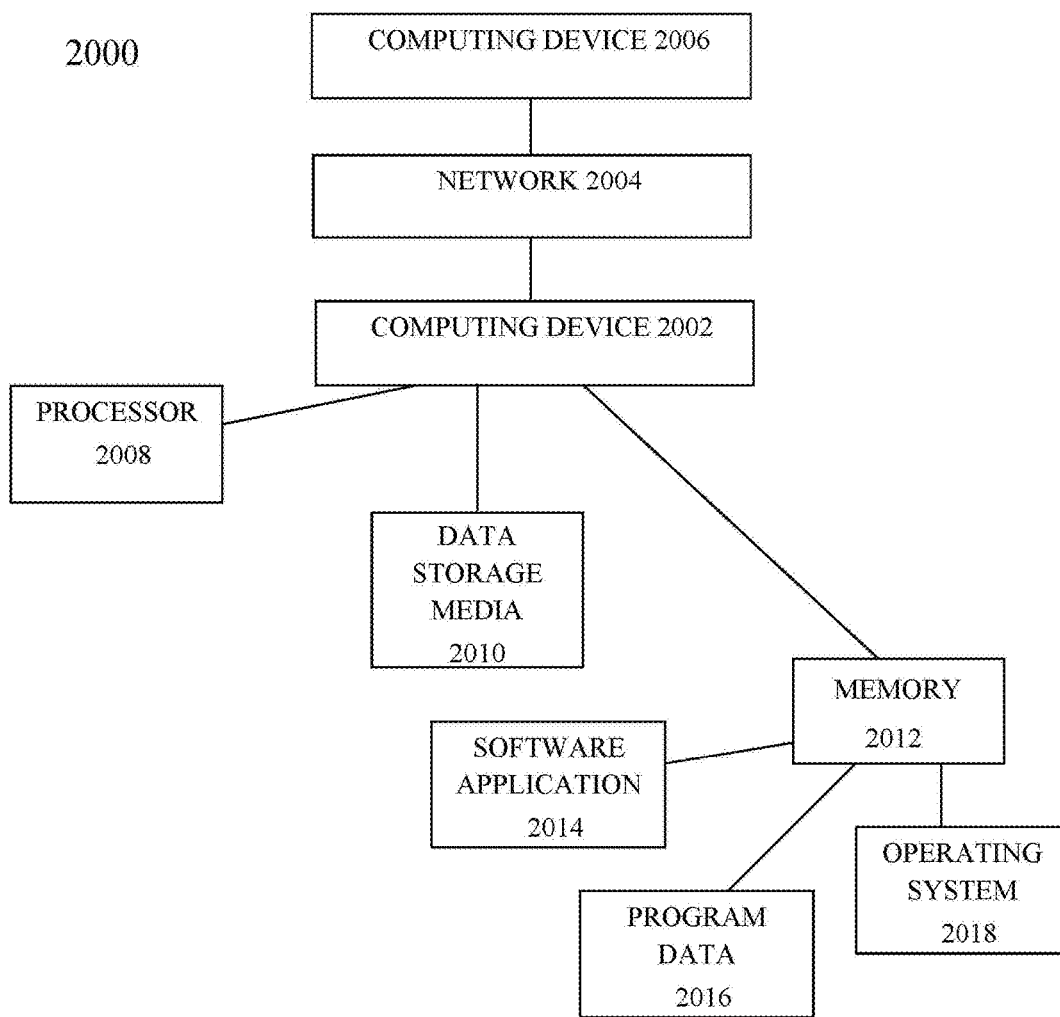 2000
COMPUTING DEVICE 2006
NETWORK 2004
COMPUTING DEVICE 2002
PROCESSOR
2008
DATA
STORAGE
MEDIA
2010
MEMORY
2012
SOFTWARE
APPLICATION
2014
OPERATING
SYSTEM
2018
PROGRAM
DATA
2016